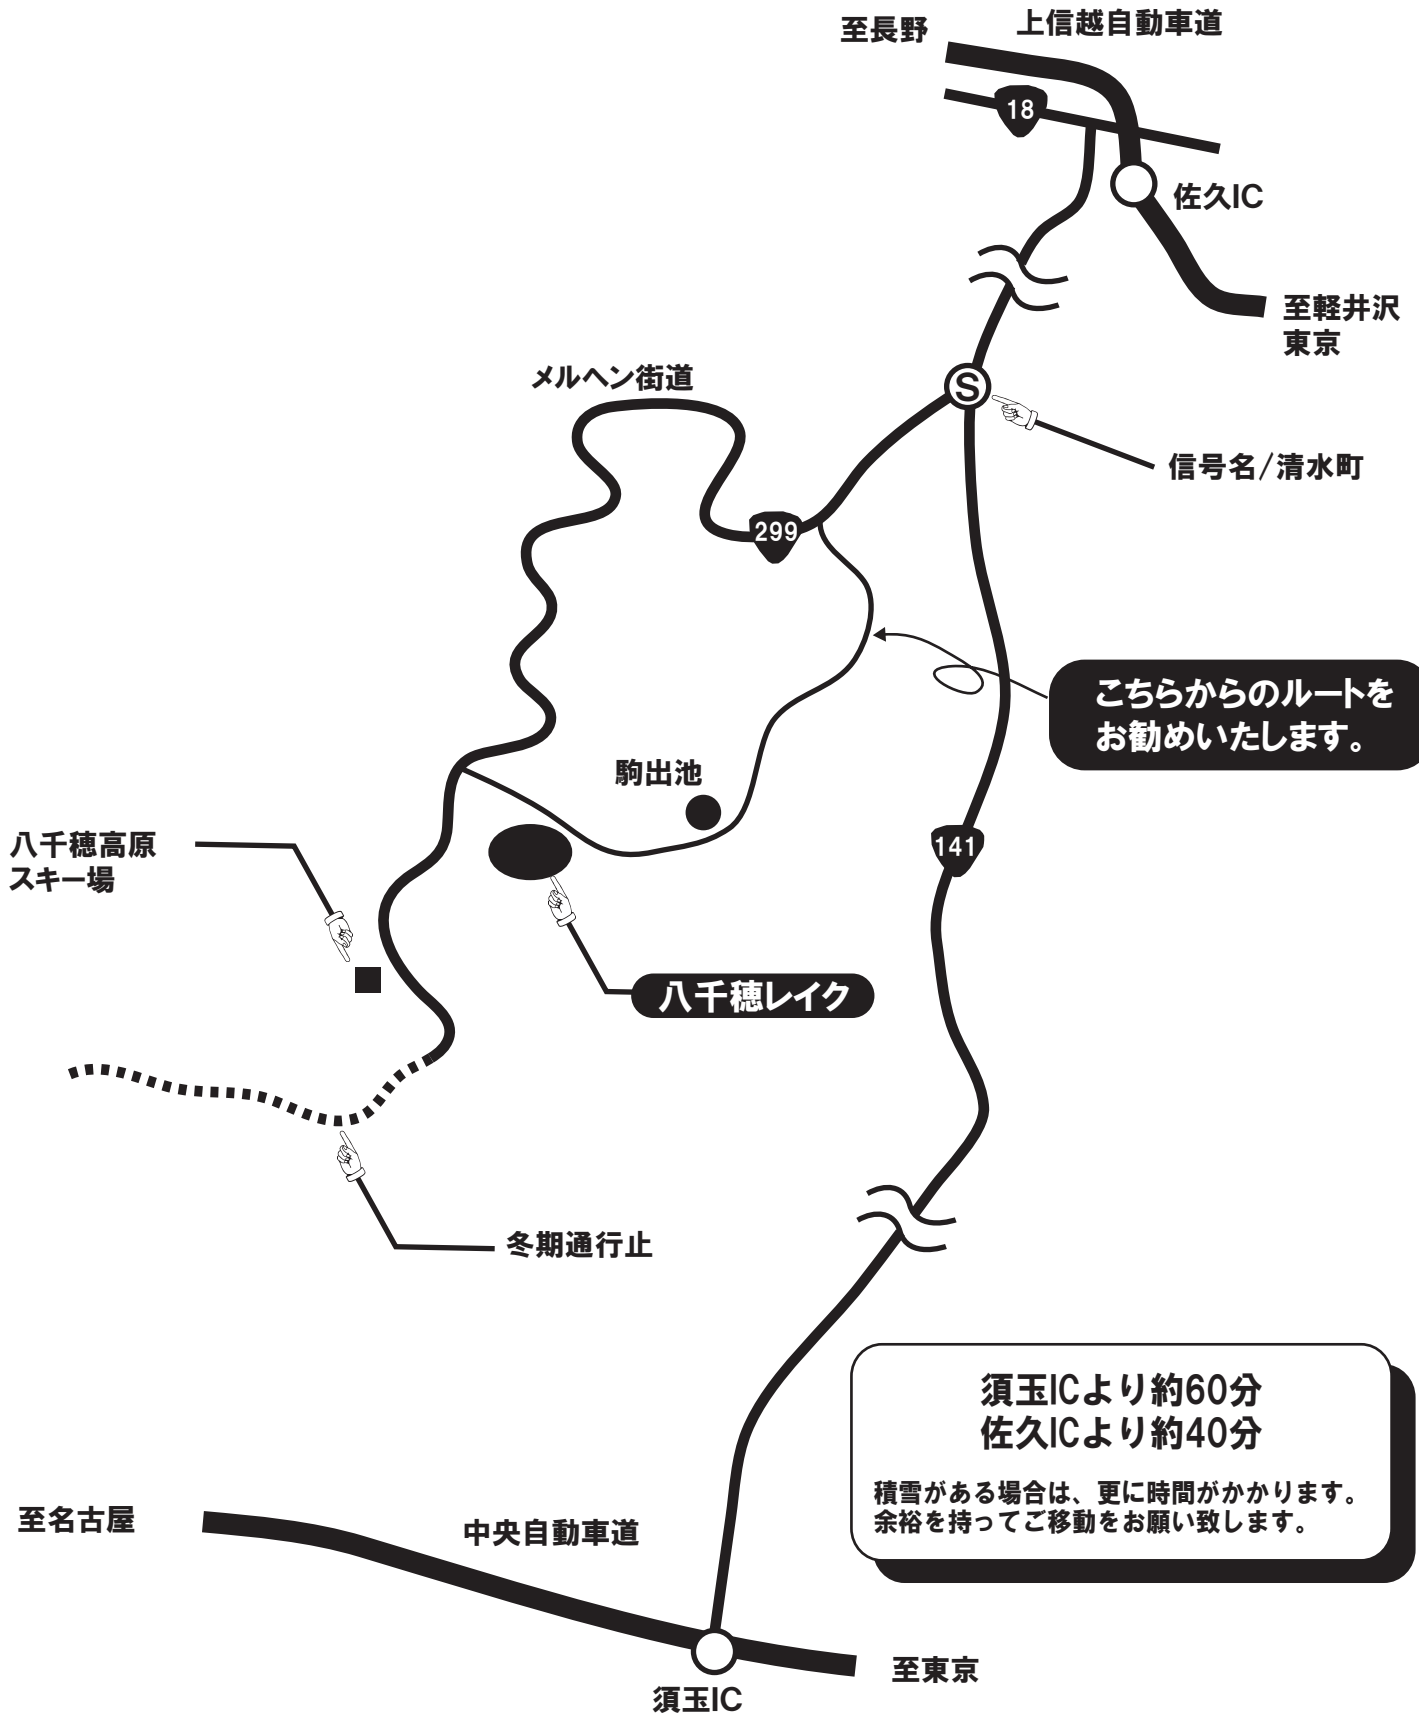 至長野
上信越自動車道
18
佐久IC
至軽井沢
東京
メルヘン街道
S
信号名/清水町
299
こちらからのルートを
お勧めいたします。
駒出池
141
八千穂高原
スキー場
八千穂レイク
冬期通行止
須玉ICより約60分
佐久ICより約40分
積雪がある場合は、更に時間がかかります。
余裕を持ってご移動をお願い致します。
至名古屋
中央自動車道
至東京
須玉IC